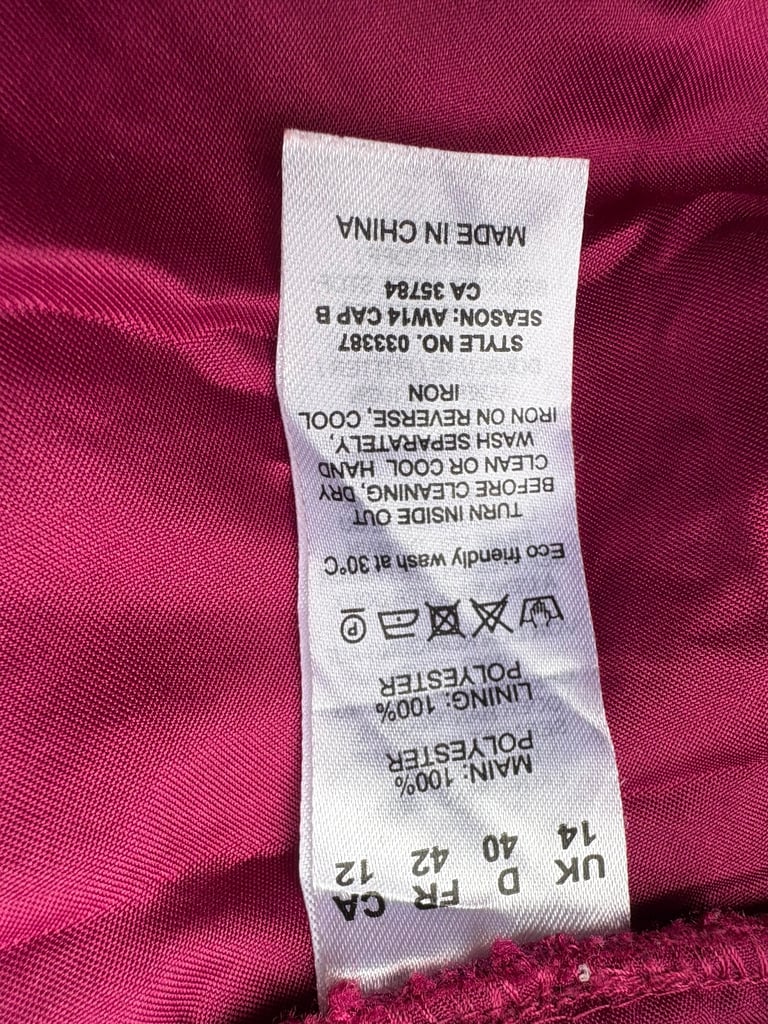 UK D FR CA
14 40 42 12
MAIN: 100%
POLYESTER
LINING: 100%
POLYESTER
P
Eco friendly wash at 30°C
TURN INSIDE OUT
BEFORE CLEANING, DRY
CLEAN OR COOL HAND
WASH SEPARATELY,
IRON ON REVERSE, COOL
IRON
STYLE NO. 033387
SEASON: AW14 CAP B
CA 35784
MADE IN CHINA